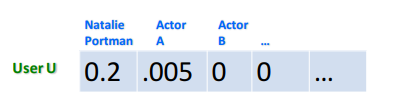 Natalie Portman Actor A Actor B ...
User U 0.2 .005 0 0 ...